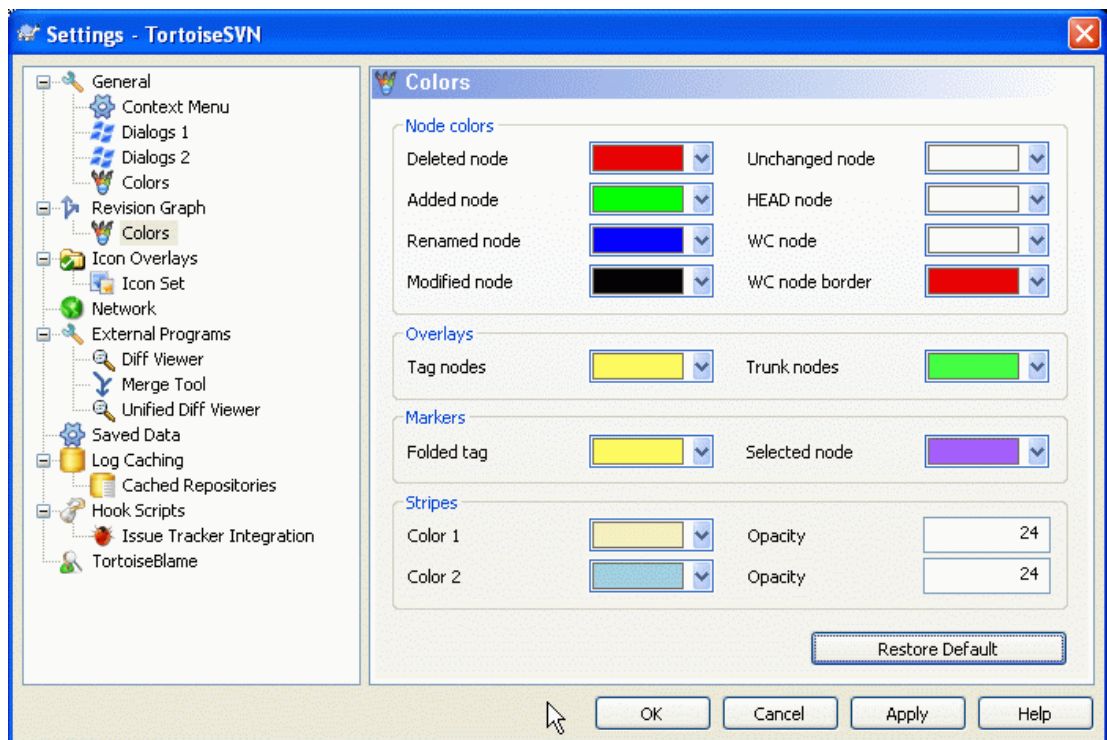 Settings - TortoiseSVN
General
Context Menu
Dialogs 1
Dialogs 2
Colors
Revision Graph
Colors
Icon Overlays
Icon Set
Network
External Programs
Diff Viewer
Merge Tool
Unified Diff Viewer
Saved Data
Log Caching
Cached Repositories
Hook Scripts
Issue Tracker Integration
TortoiseBlame
Colors
Node colors
Deleted node
Unchanged node
Added node
HEAD node
Renamed node
WC node
Modified node
WC node border
Overlays
Tag nodes
Trunk nodes
Markers
Folded tag
Selected node
Stripes
Color 1
Opacity
24
Color 2
Opacity
24
Restore Default
OK
Cancel
Apply
Help